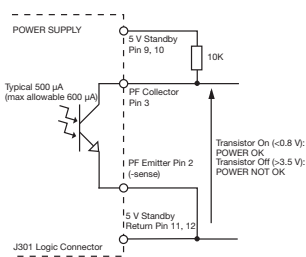 POWER SUPPLY
5 V Standby
Pin 9, 10
10K
Typical 500 µA
(max allowable 600 µA)
PF Collector
Pin 3
Transistor On (<0.8 V):
POWER OK
Transistor Off (>3.5 V):
POWER NOT OK
PF Emitter Pin 2
(-sense)
5 V Standby
Return Pin 11, 12
J301 Logic Connector